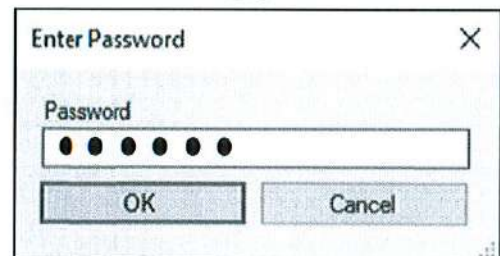 Enter Password
Password
● ● ● ● ● ●
OK Cancel